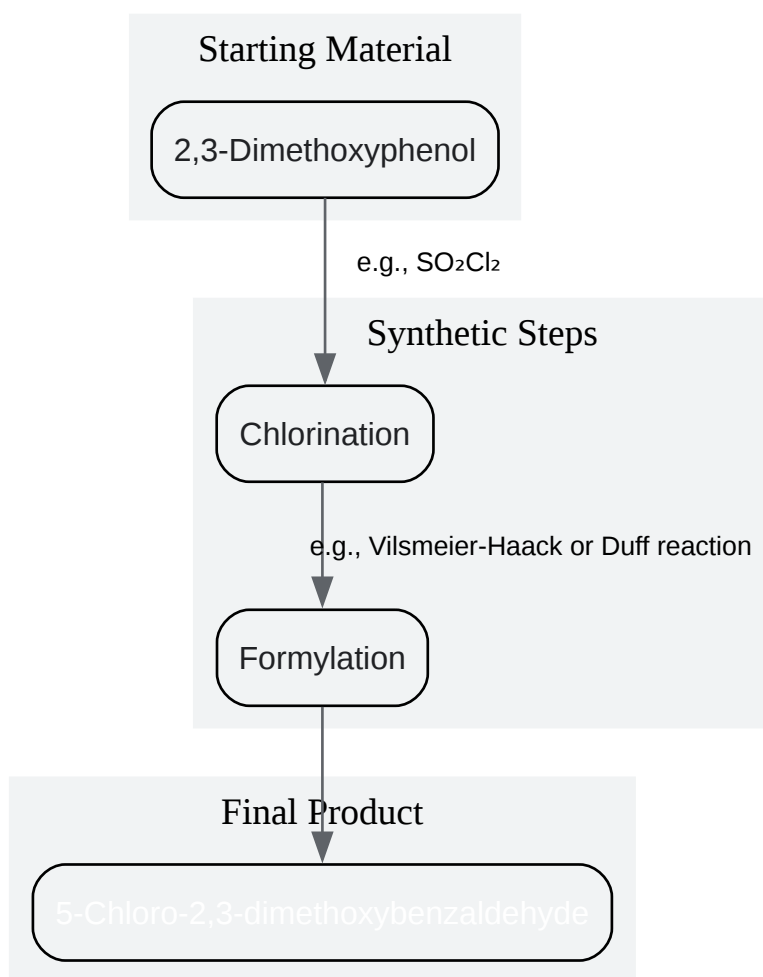 Starting Material
2,3-Dimethoxyphenol
e.g., SO₂Cl₂
Synthetic Steps
Chlorination
e.g., Vilsmeier-Haack or Duff reaction
Formylation
Final Product
5-Chloro-2,3-dimethoxybenzaldehyde